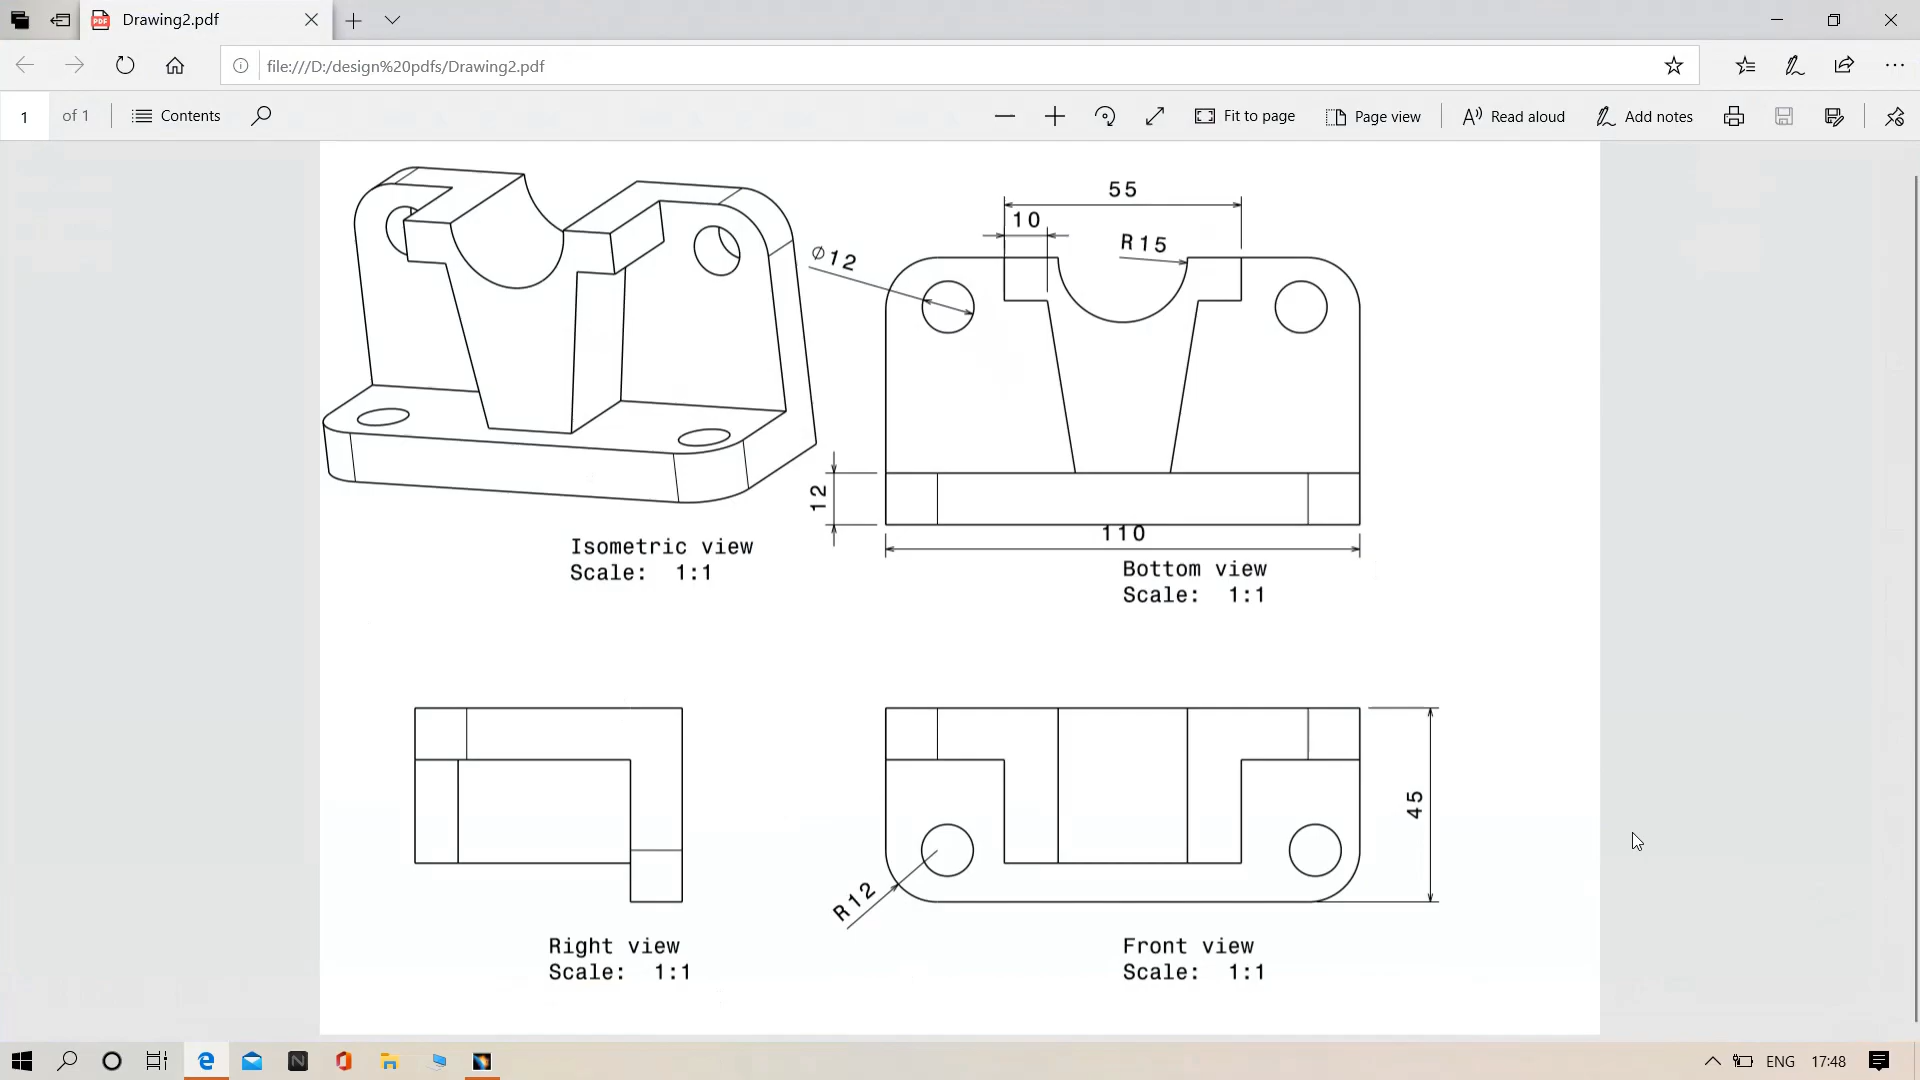 Drawing2.pdf
file:///D:/design%20pdfs/Drawing2.pdf
1 of 1 Contents Fit to page Page view Read aloud Add notes
55
10
R15
⌀12
12
110
Isometric view
Scale: 1:1
Bottom view
Scale: 1:1
45
R12
Right view
Scale: 1:1
Front view
Scale: 1:1
ENG 17:48